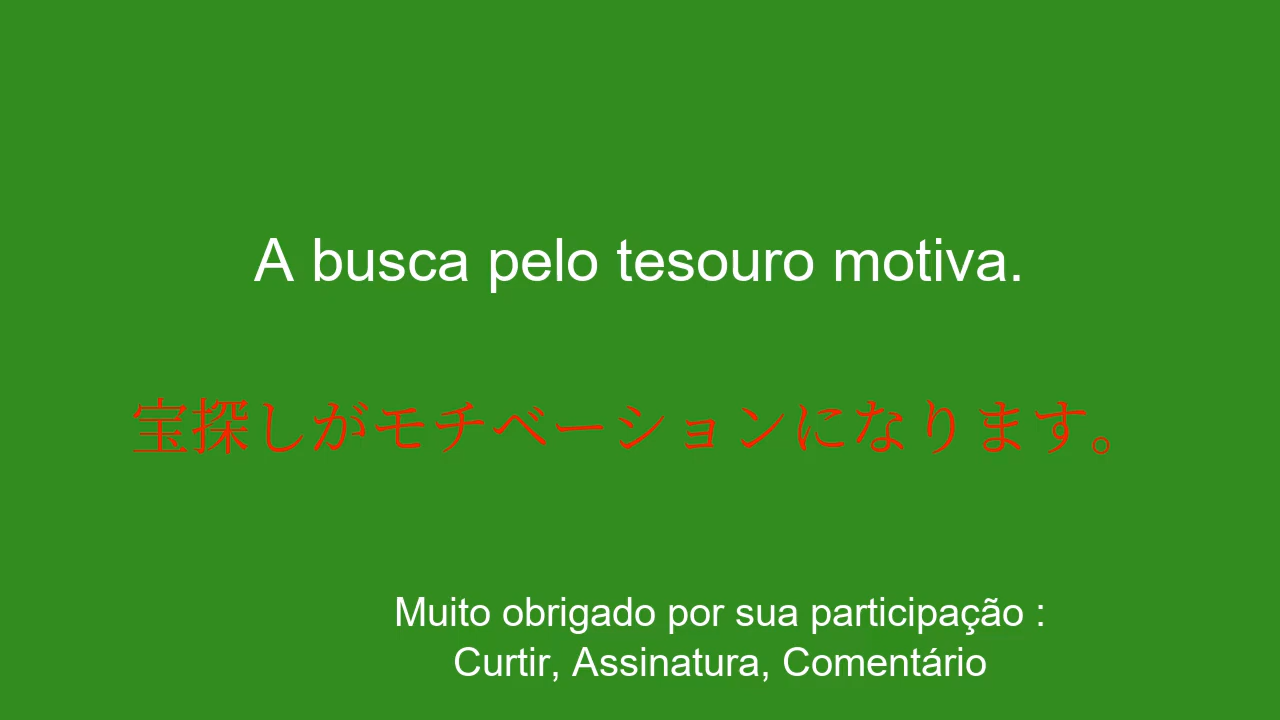 A busca pelo tesouro motiva.
宝探しがモチベーションになります。
Muito obrigado por sua participação :
Curtir, Assinatura, Comentário